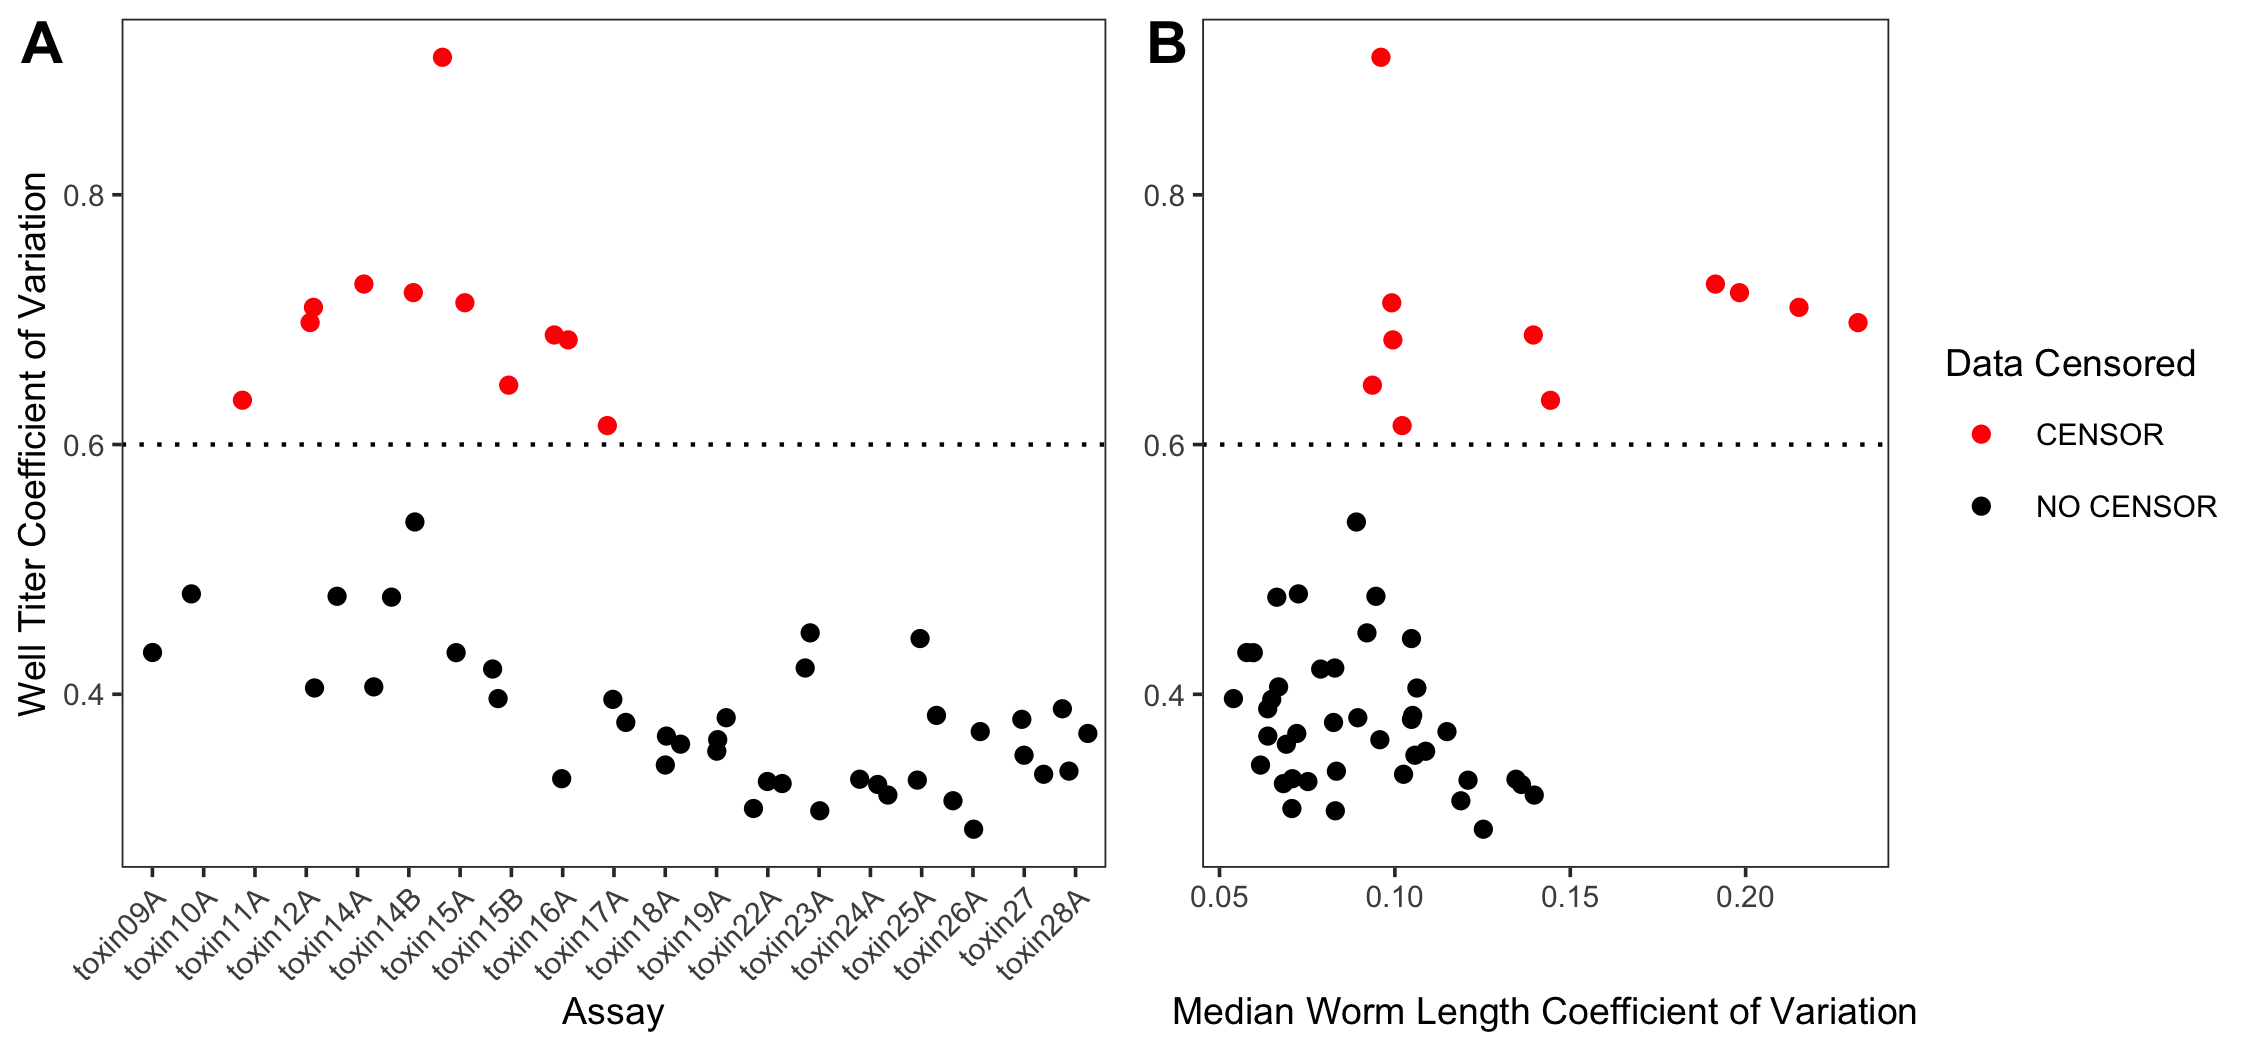 A
B
Well Titer Coefficient of Variation
0.8
0.6
0.4
toxin09A
toxin10A
toxin11A
toxin12A
toxin14A
toxin14B
toxin15A
toxin15B
toxin16A
toxin17A
toxin18A
toxin19A
toxin22A
toxin23A
toxin24A
toxin25A
toxin26A
toxin27
toxin28A
Assay
0.8
0.6
0.4
0.05 0.10 0.15 0.20
Median Worm Length Coefficient of Variation
Data Censored
CENSOR
NO CENSOR